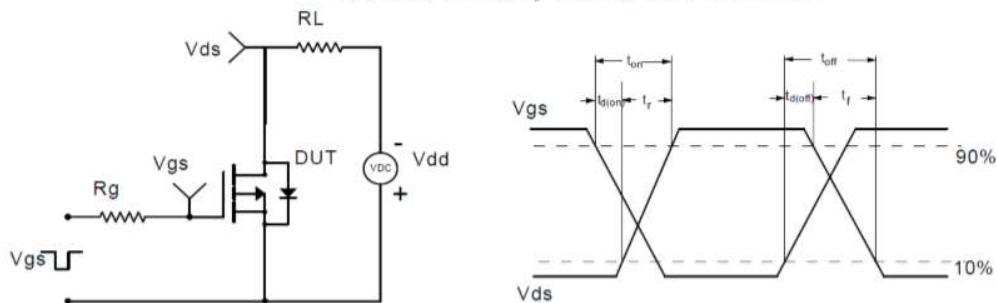 RL
Vds
Vgs
DUT
VDC
-
+
Vdd
Rg
Vgs
ton
td(on)
tr
toff
td(off)
tf
Vgs
90%
10%
Vds